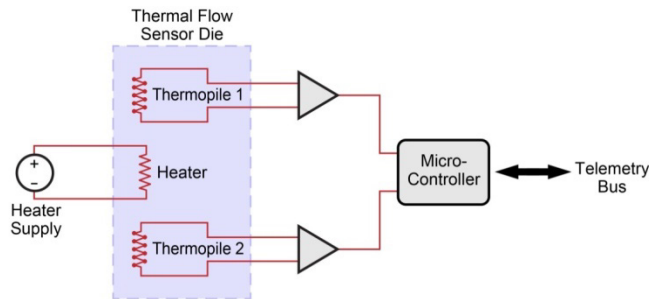 Thermal Flow
Sensor Die
Thermopile 1
Heater
+
−
Heater
Supply
Thermopile 2
Micro-
Controller
Telemetry
Bus